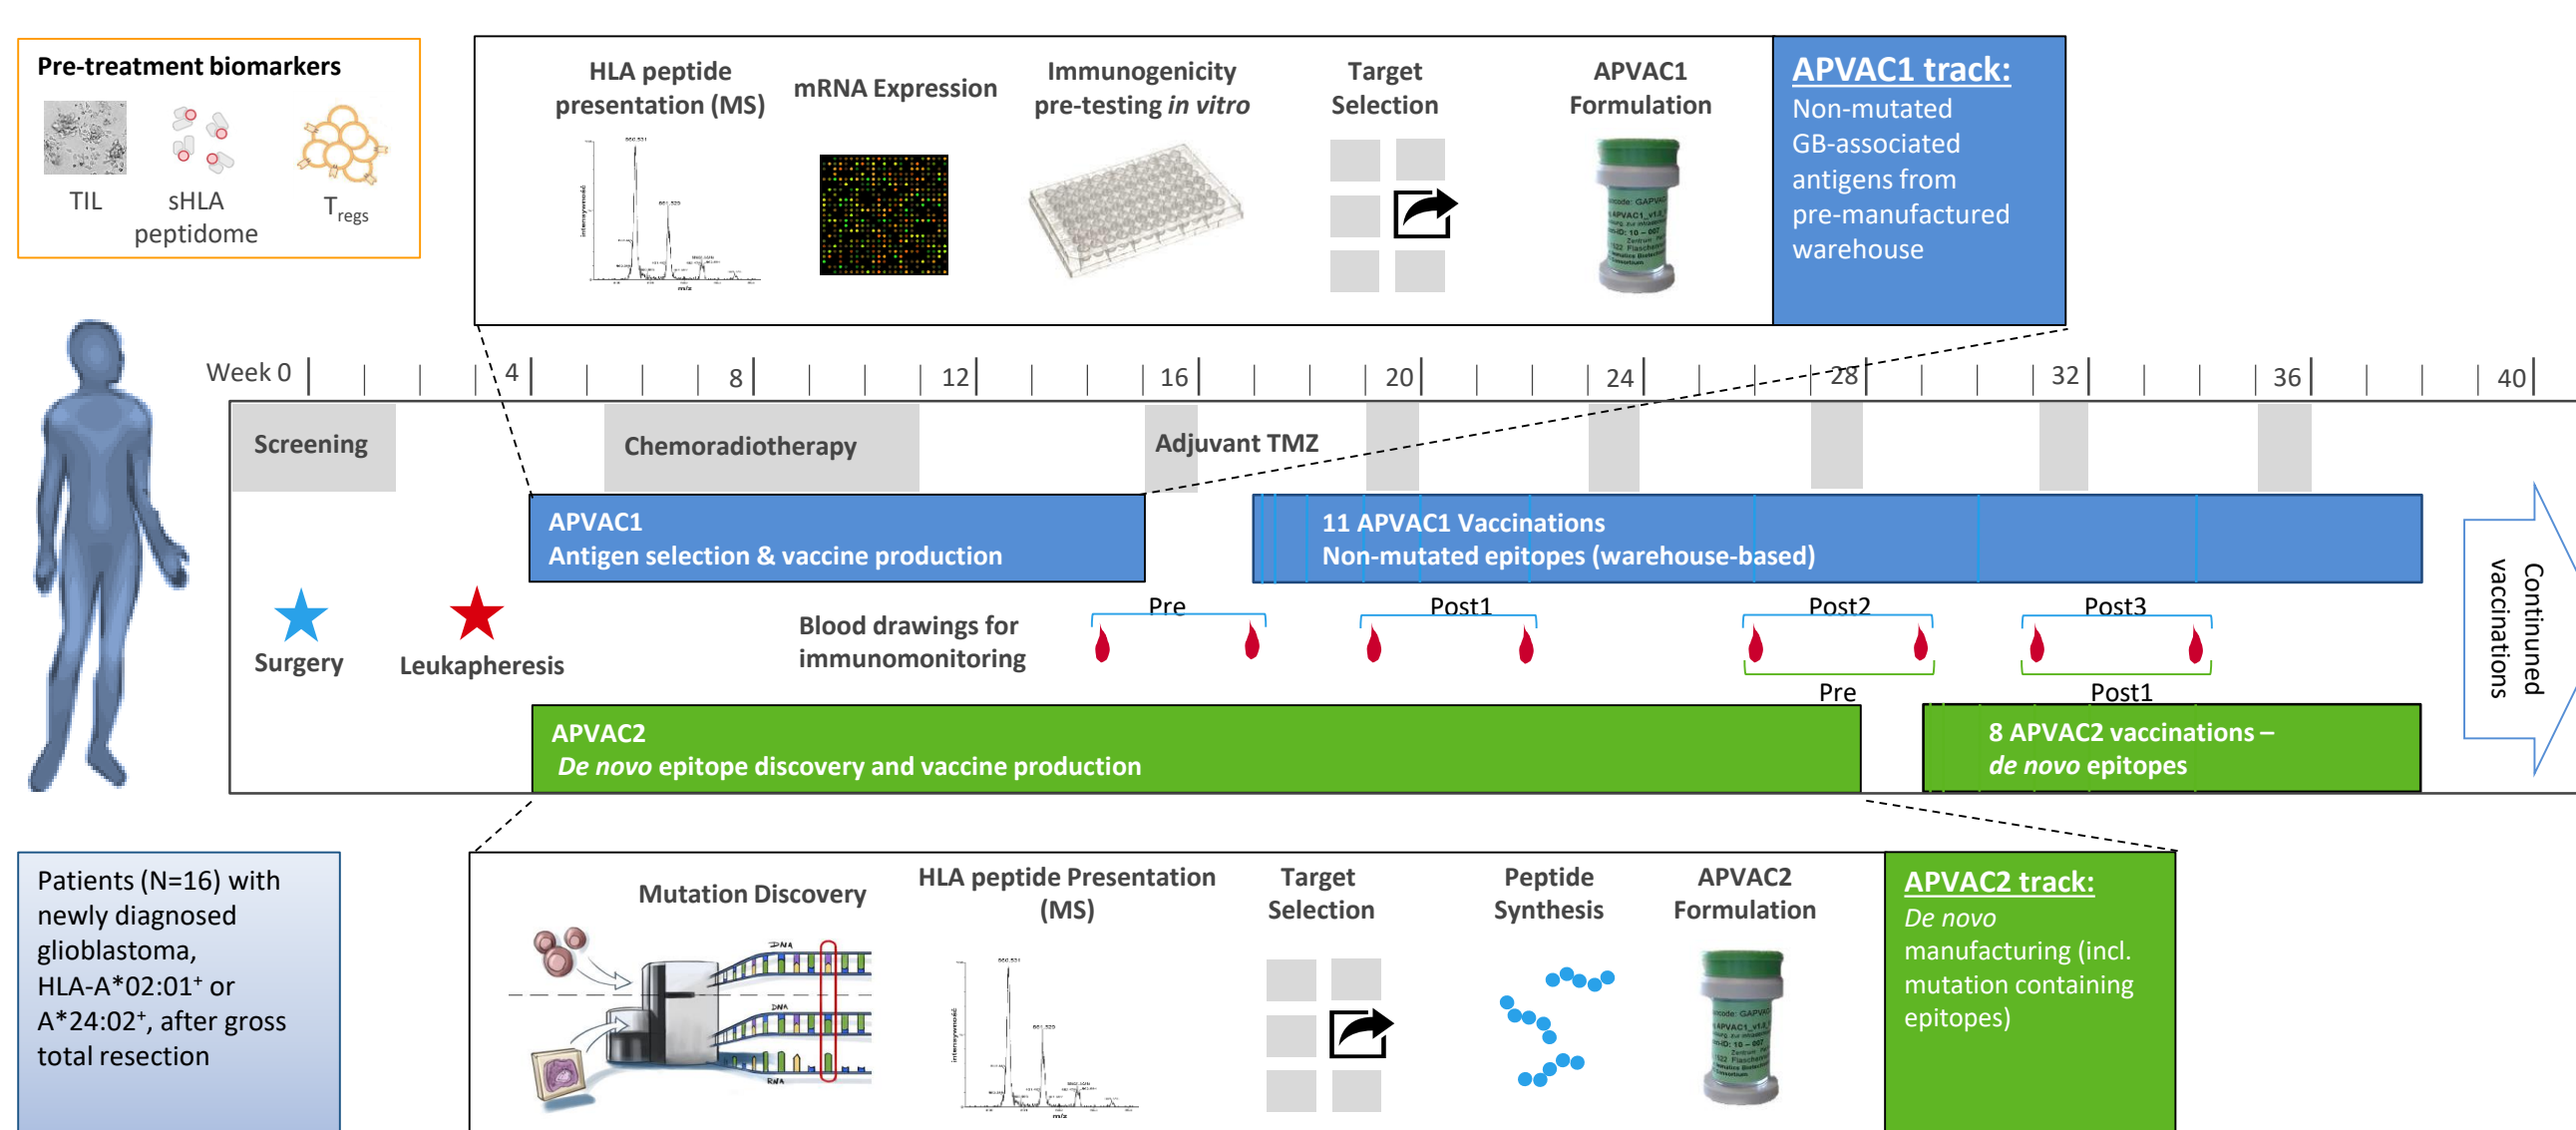 Pre-treatment biomarkers
TIL
sHLA
peptidome
Tregs
HLA peptide
presentation (MS)
mRNA Expression
Immunogenicity
pre-testing in vitro
Target
Selection
APVAC1
Formulation
APVAC1 track:
Non-mutated
GB-associated
antigens from
pre-manufactured
warehouse
Week 0 4 8 12 16 20 24 28 32 36 40
Screening
Chemoradiotherapy
Adjuvant TMZ
APVAC1
Antigen selection & vaccine production
11 APVAC1 Vaccinations
Non-mutated epitopes (warehouse-based)
Surgery
Leukapheresis
Blood drawings for
immunomonitoring
Pre
Post1
Post2
Post3
Pre
Post1
Continuned
vaccinations
APVAC2
De novo epitope discovery and vaccine production
8 APVAC2 vaccinations –
de novo epitopes
Patients (N=16) with
newly diagnosed
glioblastoma,
HLA-A*02:01+ or
A*24:02+, after gross
total resection
Mutation Discovery
DNA
DNA
RNA
HLA peptide Presentation
(MS)
Target
Selection
Peptide
Synthesis
APVAC2
Formulation
APVAC2 track:
De novo
manufacturing (incl.
mutation containing
epitopes)